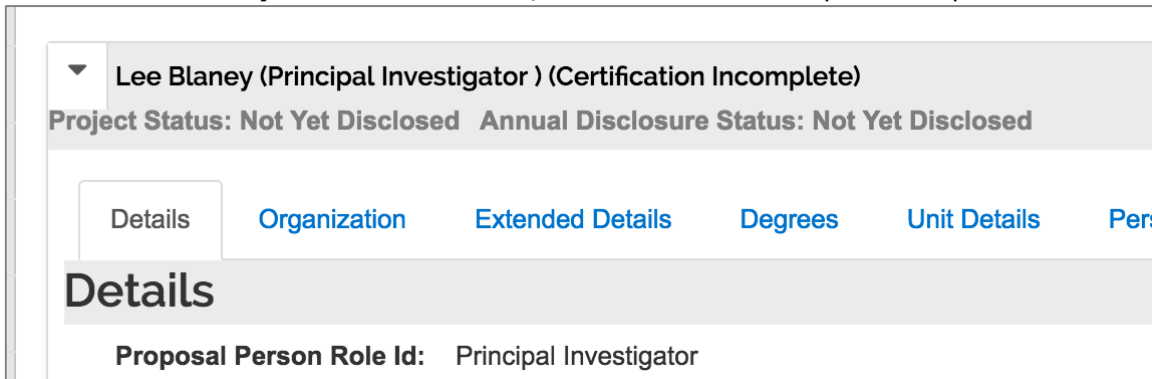 Lee Blaney (Principal Investigator ) (Certification Incomplete)
Project Status: Not Yet Disclosed Annual Disclosure Status: Not Yet Disclosed
Details Organization Extended Details Degrees Unit Details
Details
Proposal Person Role Id: Principal Investigator